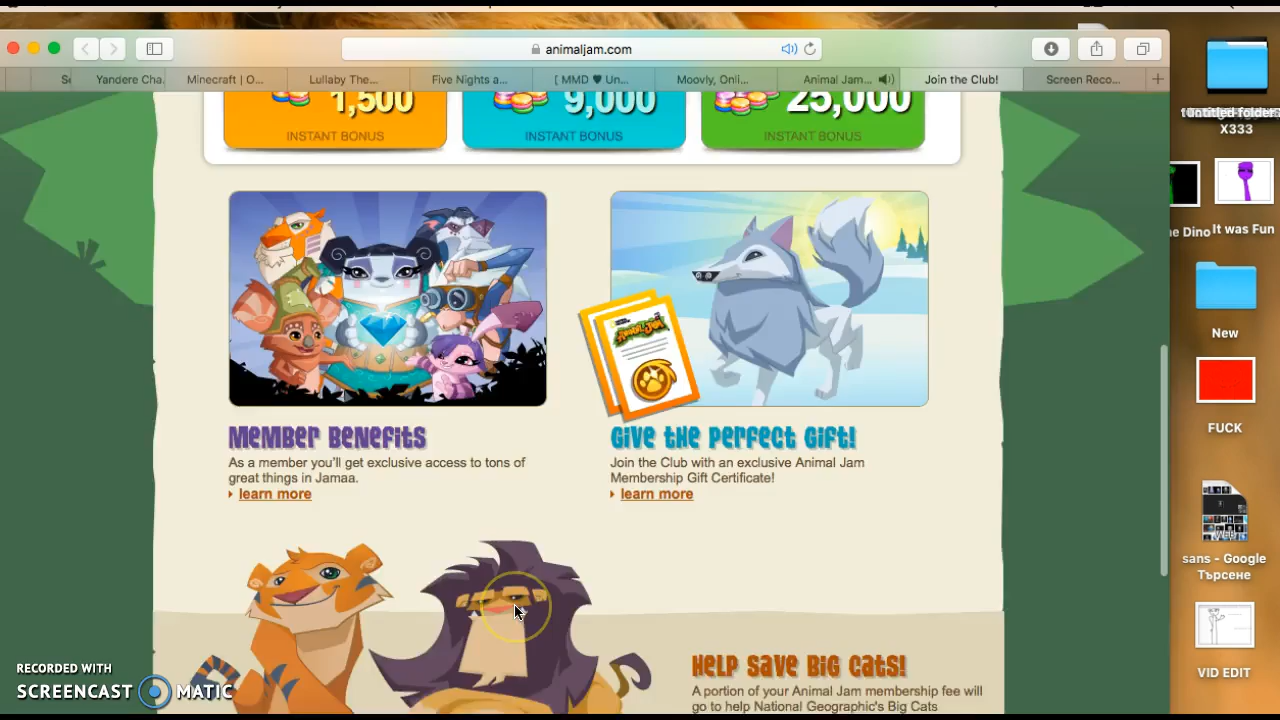 animaljam.com
Yandere Cha.
Minecraft | O...
Lullaby The...
Five Nights a...
[ MMD ♥ Un...
Moovly, Onli...
Animal Jam...
Join the Club!
Screen Reco...
1,500
9,000
25,000
INSTANT BONUS
INSTANT BONUS
INSTANT BONUS
untitled folder
X333
It was Fun
New
FUCK
sans - Google
Търсене
VID EDIT
Member Benefits
As a member you'll get exclusive access to tons of
great things in Jamaa.
learn more
Give the Perfect Gift!
Join the Club with an exclusive Animal Jam
Membership Gift Certificate!
learn more
Help Save Big Cats!
A portion of your Animal Jam membership fee will
go to help National Geographic's Big Cats
RECORDED WITH
SCREENCAST MATIC